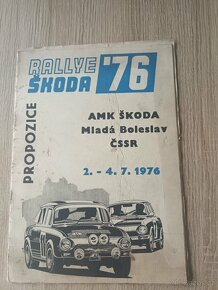 RALLYE '76
ŠKODA
PROPOZICE
AMK ŠKODA
Mladá Boleslav
ČSSR
2. - 4. 7. 1976